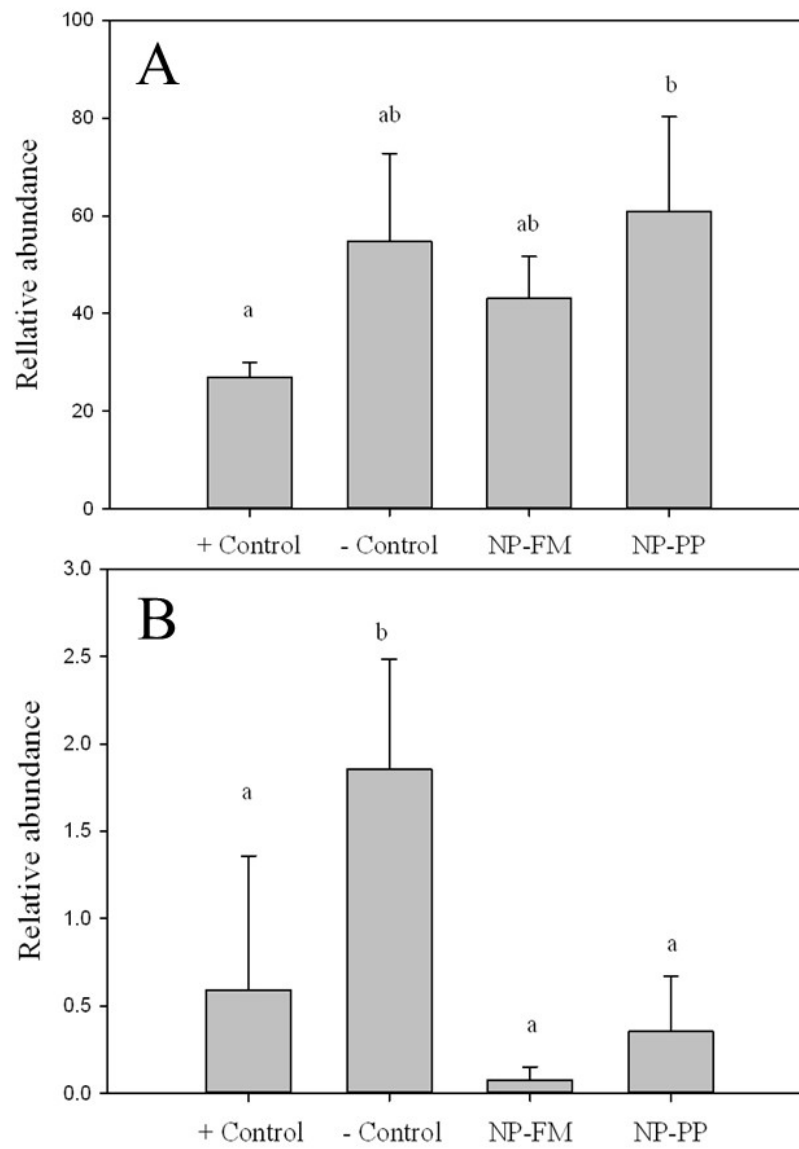 100
A
b
ab
80
ab
60
a
40
20
0
Rellative abundance
+ Control - Control NP-FM NP-PP
3.0
B
b
2.5
2.0
a
1.5
1.0
a
a
0.5
0.0
Relative abundance
+ Control - Control NP-FM NP-PP